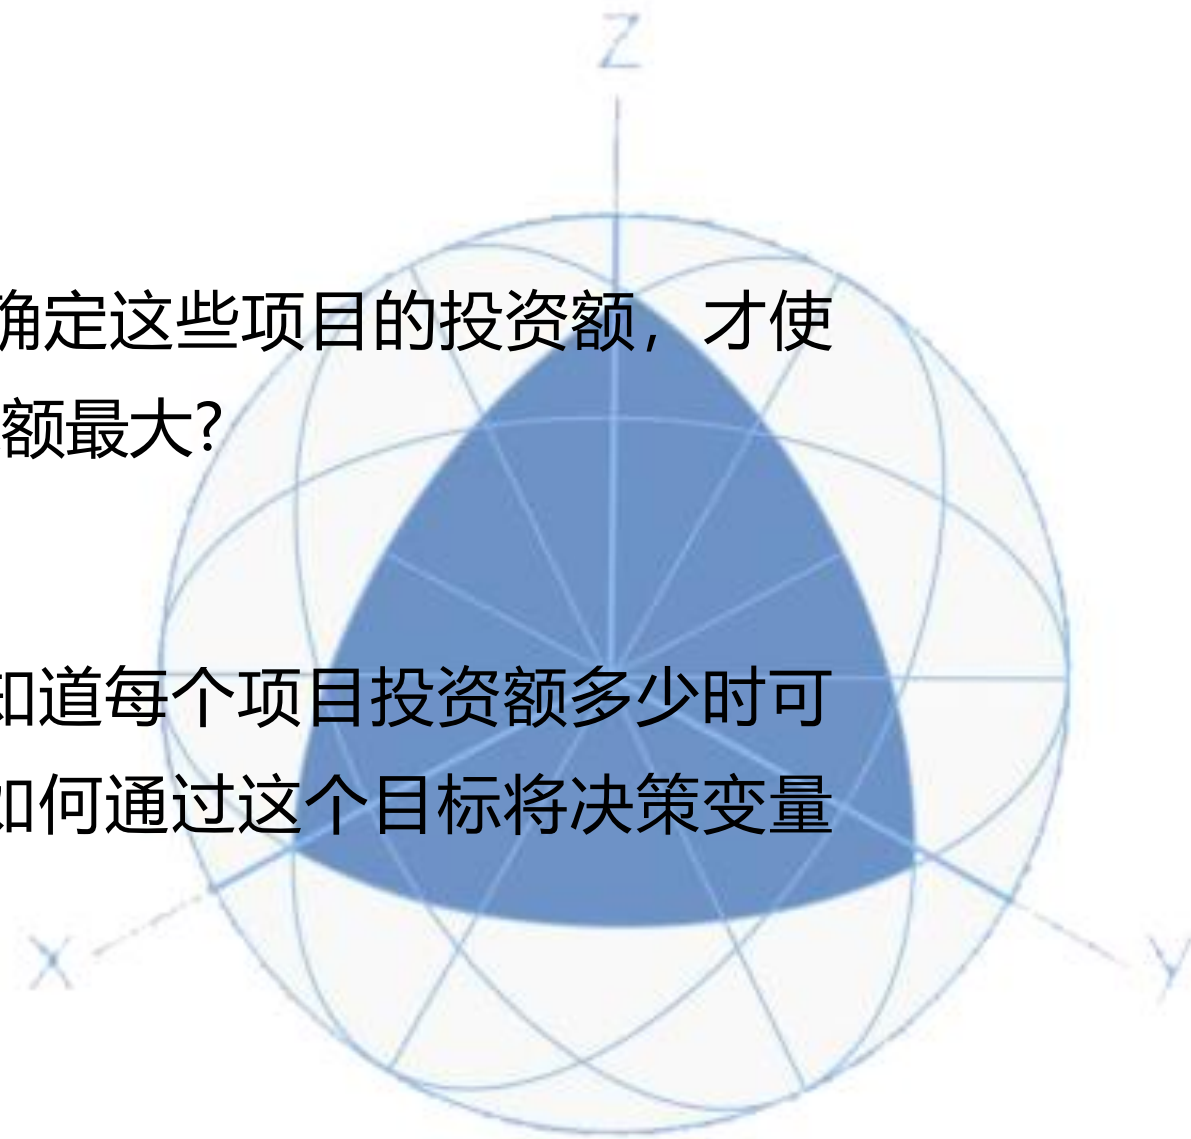 Z
确定这些项目的投资额，才使
额最大?
知道每个项目投资额多少时可
如何通过这个目标将决策变量
X
y